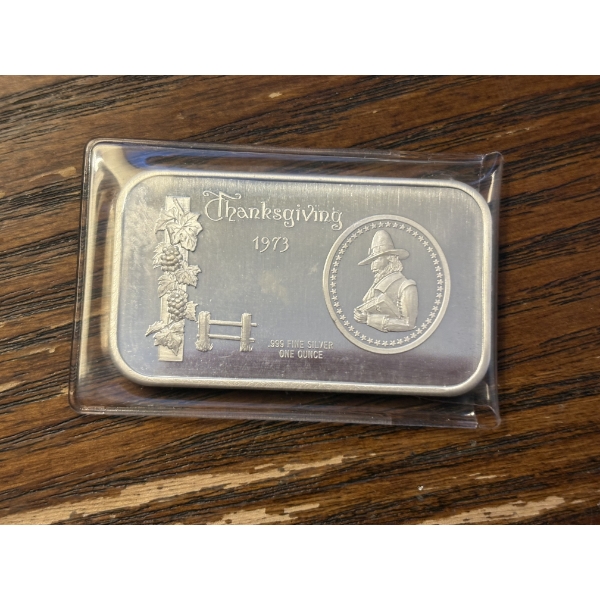 Thanksgiving
1973
.999 FINE SILVER
ONE OUNCE